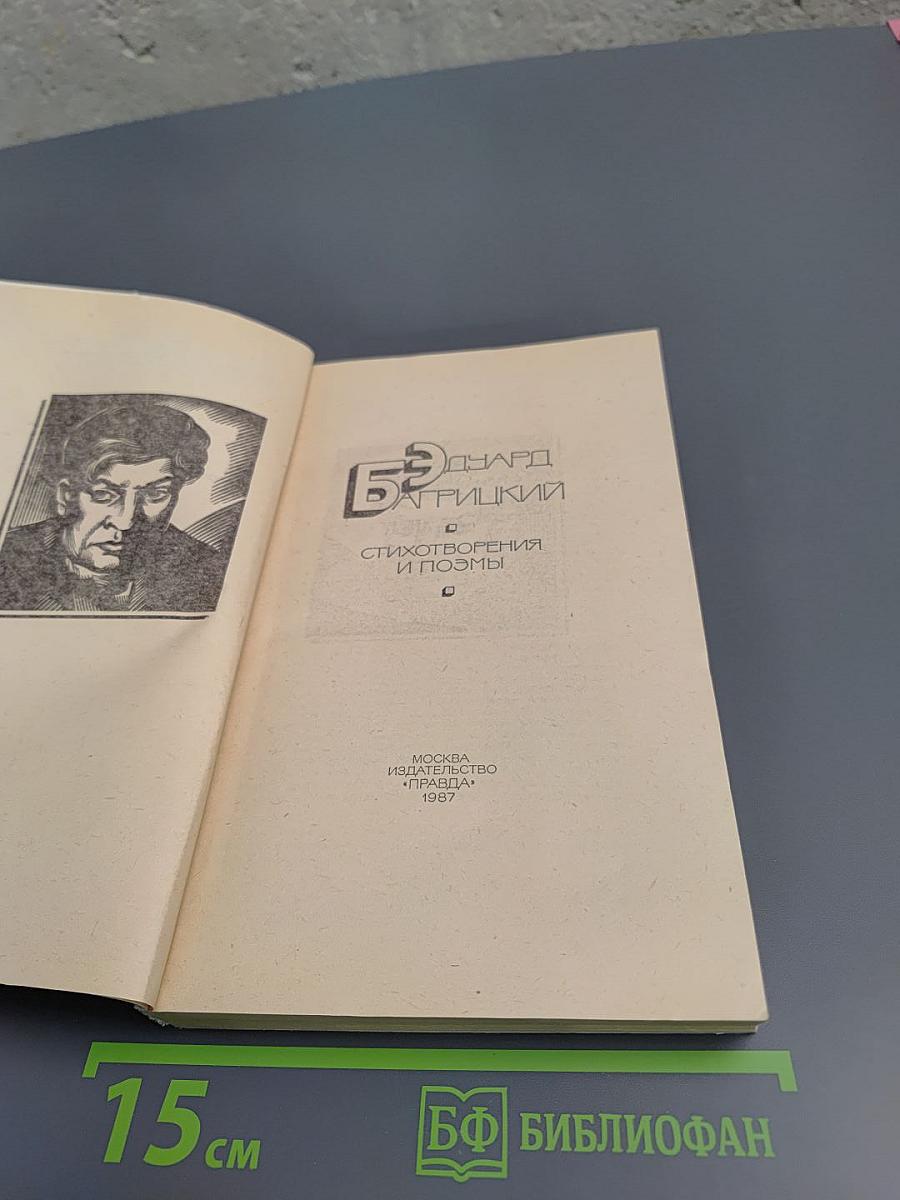 ЭДУАРД
БАГРИЦКИЙ
СТИХОТВОРЕНИЯ
И ПОЭМЫ
МОСКВА
ИЗДАТЕЛЬСТВО
«ПРАВДА»
1987
15 см
БФ БИБЛИОФАН